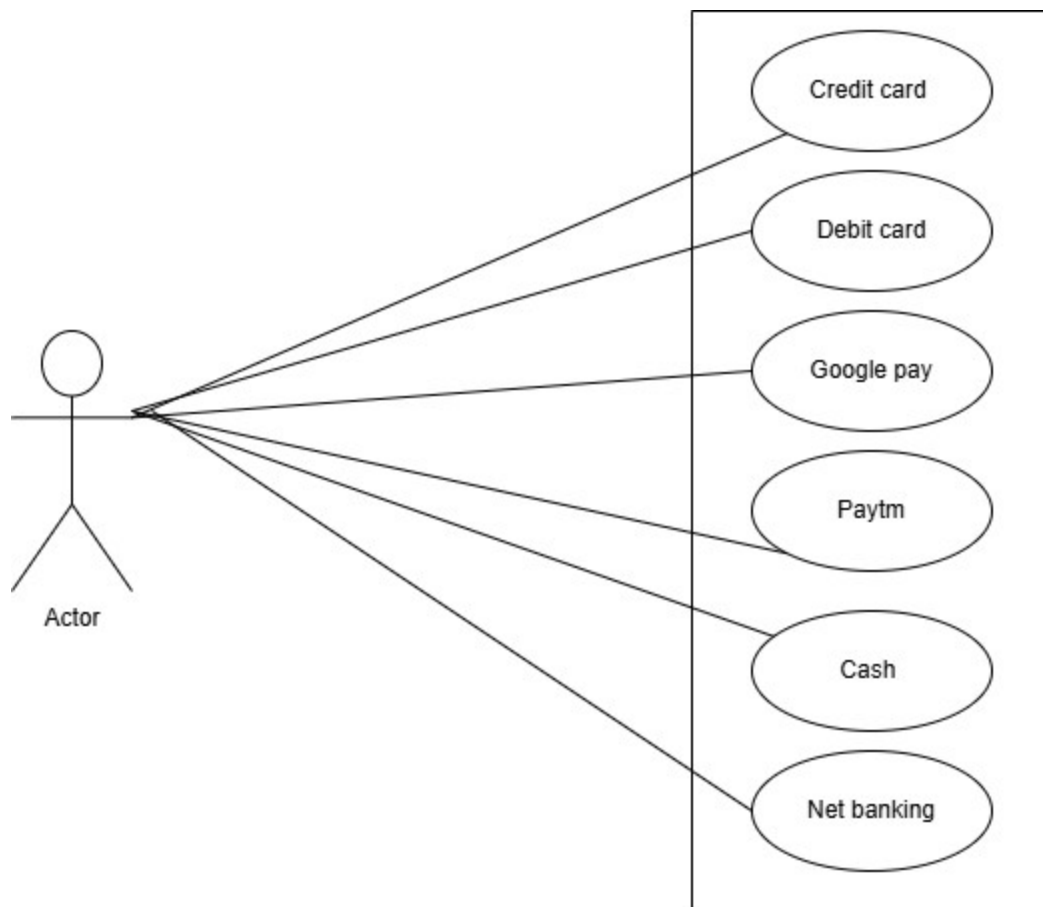 Credit card
Debit card
Google pay
Paytm
Actor
Cash
Net banking